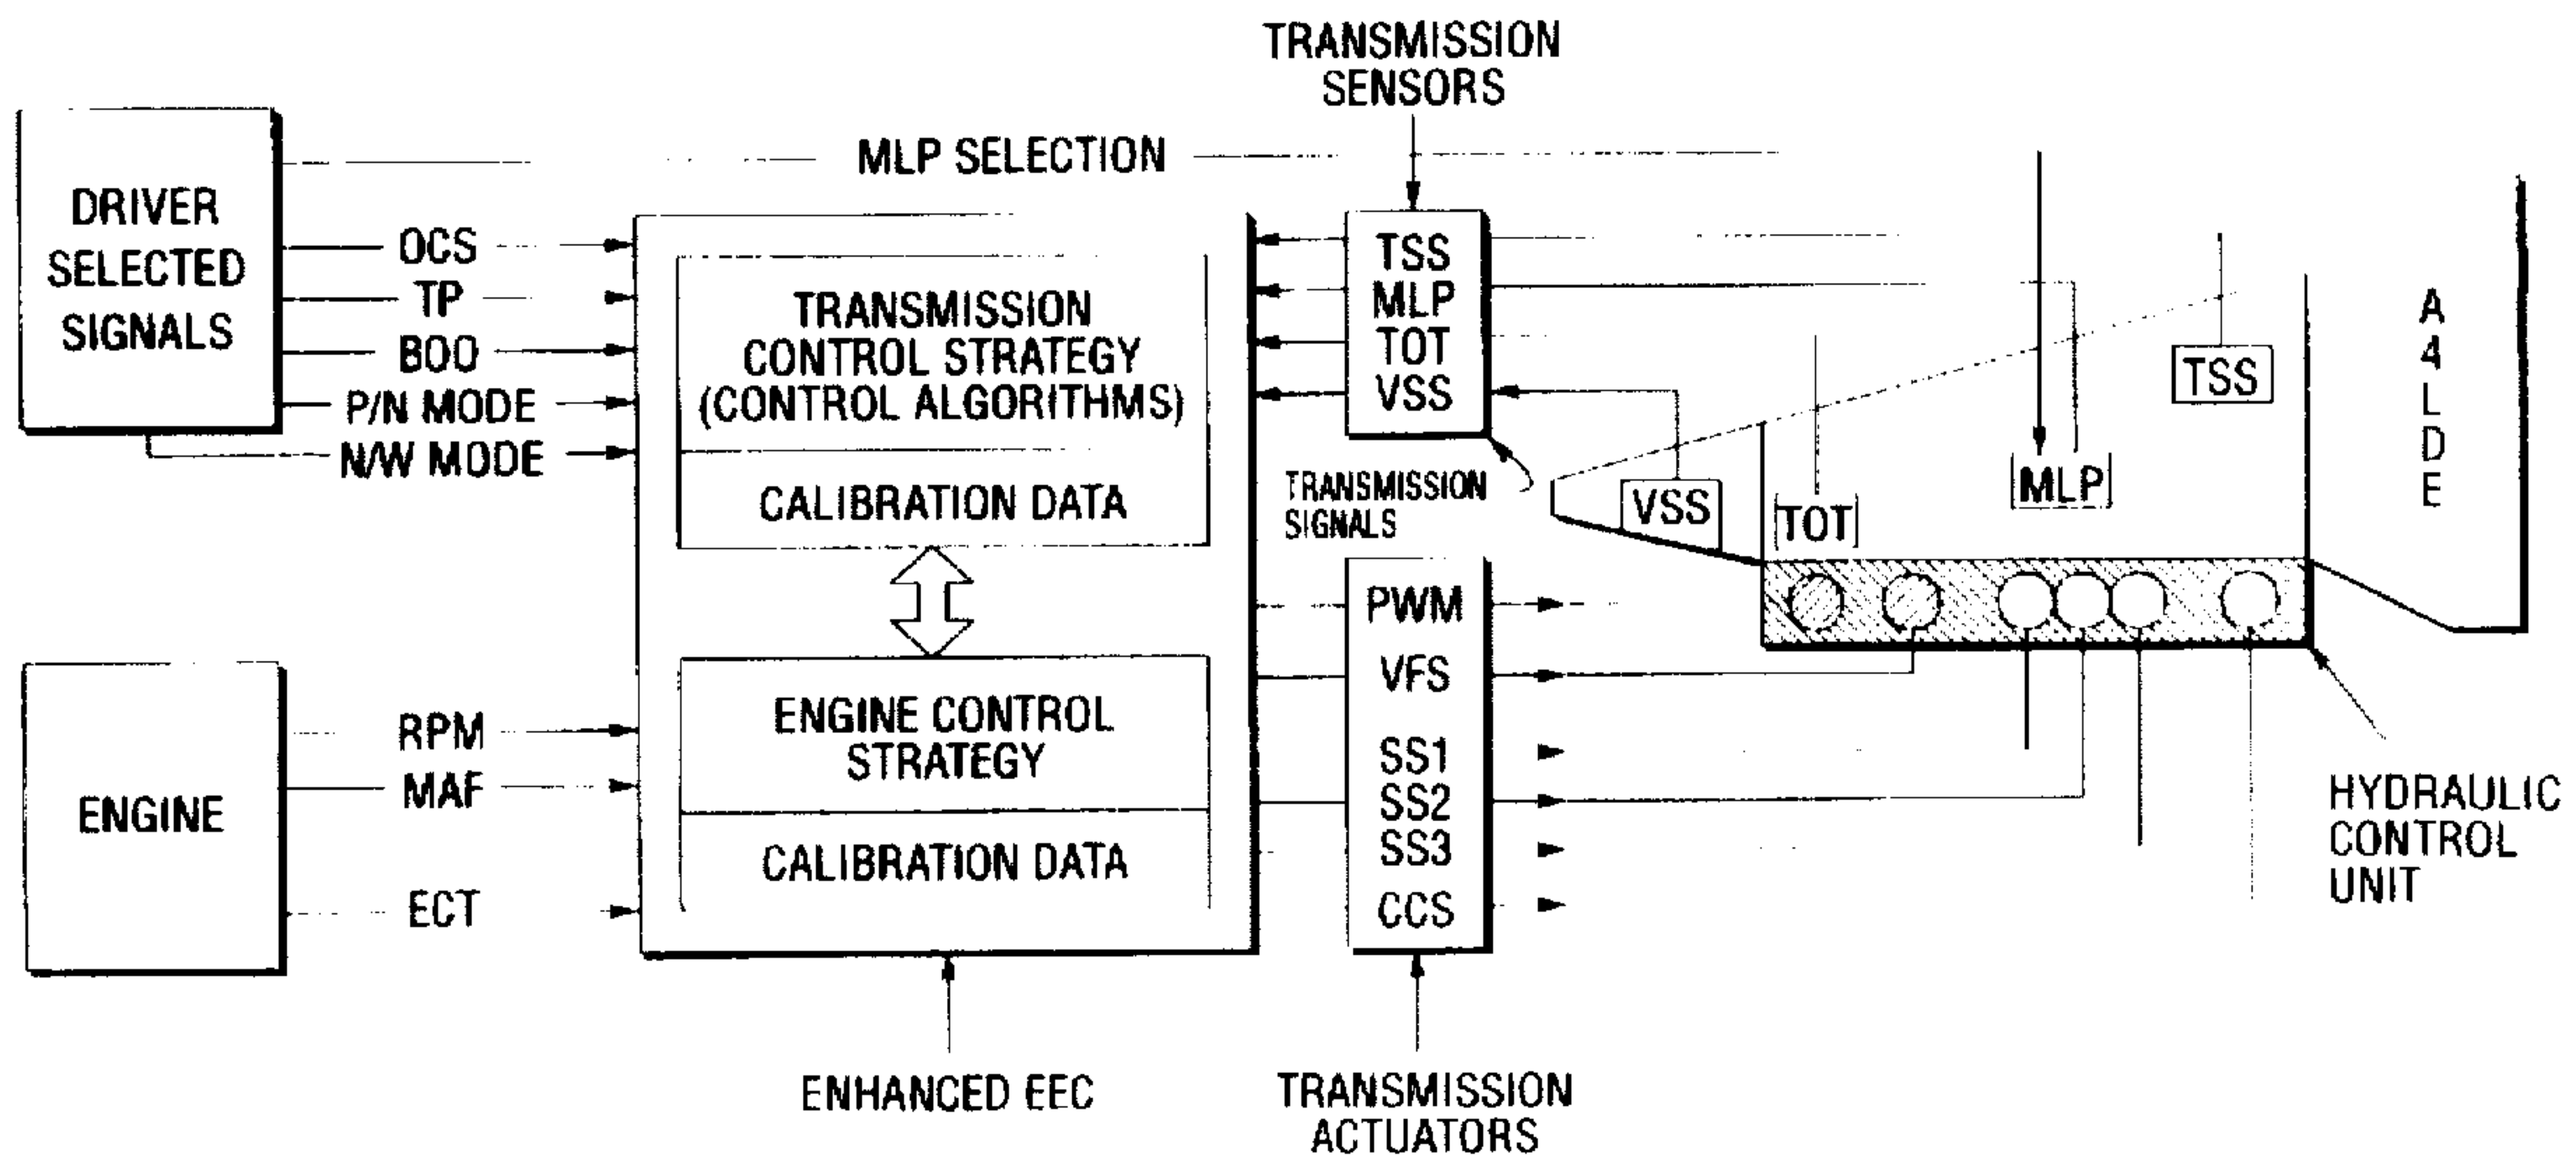 TRANSMISSION
SENSORS
MLP SELECTION
DRIVER
SELECTED
SIGNALS
OCS
TP
BOO
P/N MODE
N/W MODE
TRANSMISSION
CONTROL STRATEGY
(CONTROL ALGORITHMS)
CALIBRATION DATA
TSS
MLP
TOT
VSS
TRANSMISSION
SIGNALS
VSS
TOT
MLP
TSS
A
4
L
D
E
ENGINE
RPM
MAF
ECT
ENGINE CONTROL
STRATEGY
CALIBRATION DATA
PWM
VFS
SS1
SS2
SS3
CCS
HYDRAULIC
CONTROL
UNIT
ENHANCED EEC
TRANSMISSION
ACTUATORS